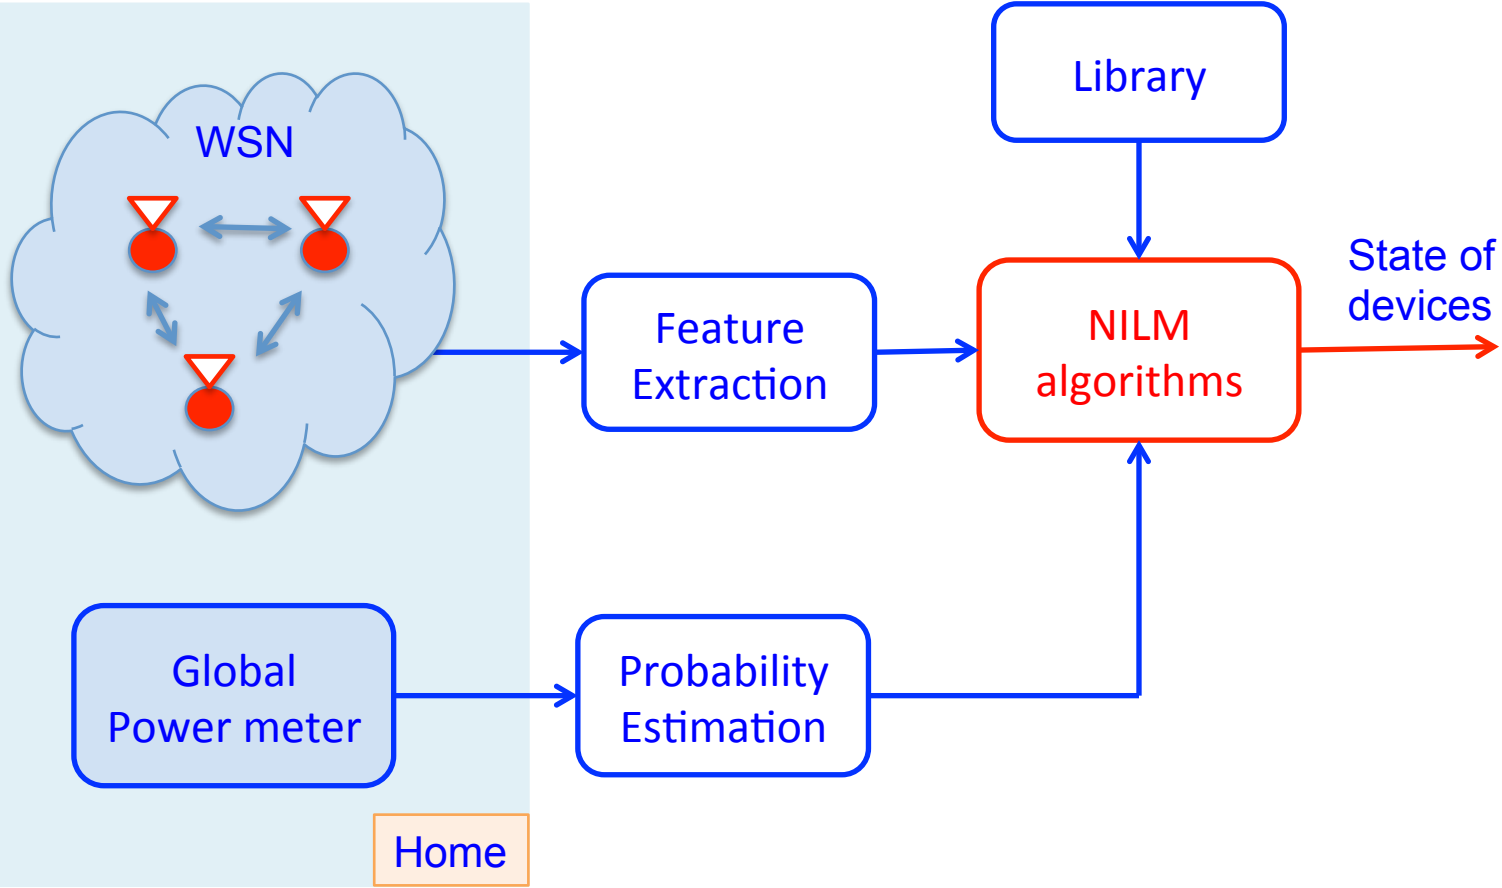 Library
WSN
State of
devices
Feature
Extraction
NILM
algorithms
Global
Power meter
Probability
Estimation
Home